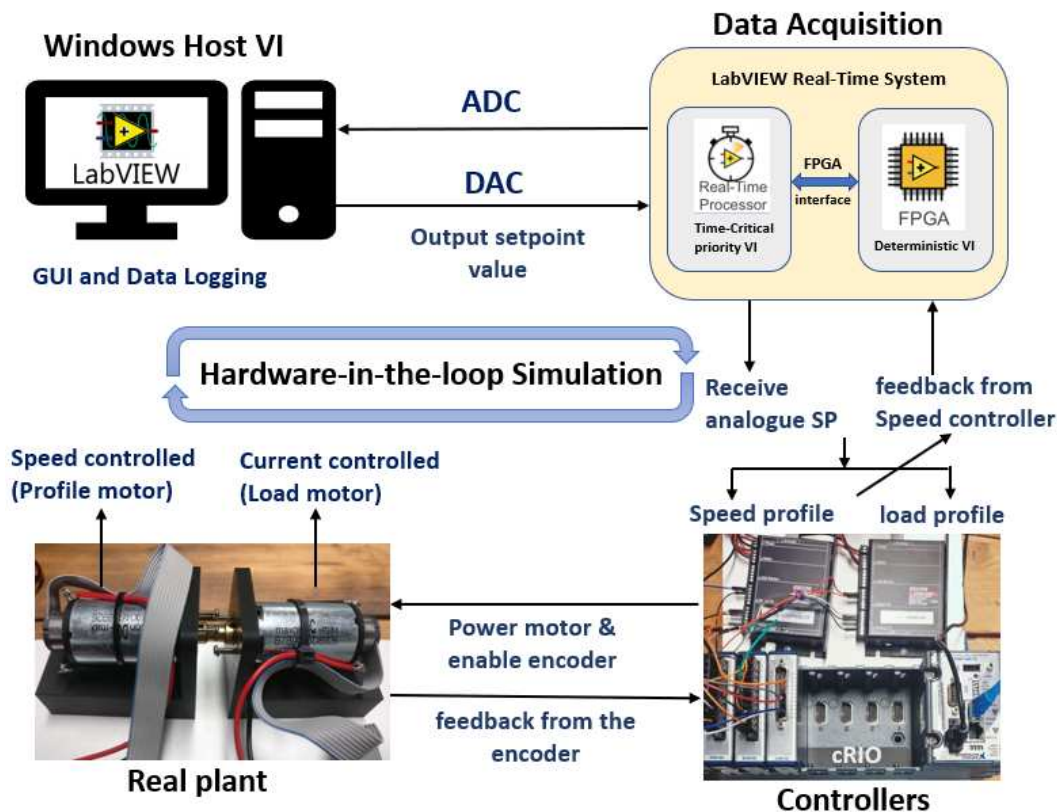 Windows Host VI
Data Acquisition
LabVIEW Real-Time System
ADC
LabVIEW
DAC
Real-Time
Processor
FPGA
interface
FPGA
Time-Critical
priority VI
Deterministic VI
Output setpoint
value
GUI and Data Logging
Hardware-in-the-loop Simulation
Receive
analogue SP
feedback from
Speed controller
Speed controlled
(Profile motor)
Current controlled
(Load motor)
Speed profile
load profile
Power motor &
enable encoder
feedback from the
encoder
cRIO
Real plant
Controllers